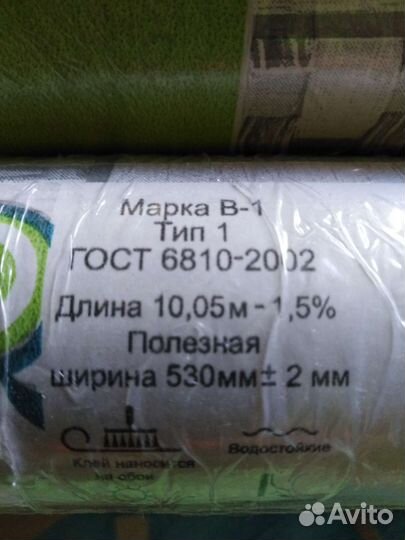 Марка В-1
Тип 1
ГОСТ 6810-2002
Длина 10,05м - 1,5%
Полезная
ширина 530мм± 2 мм
Клей наносится
на обои
Водостойкие
Avito